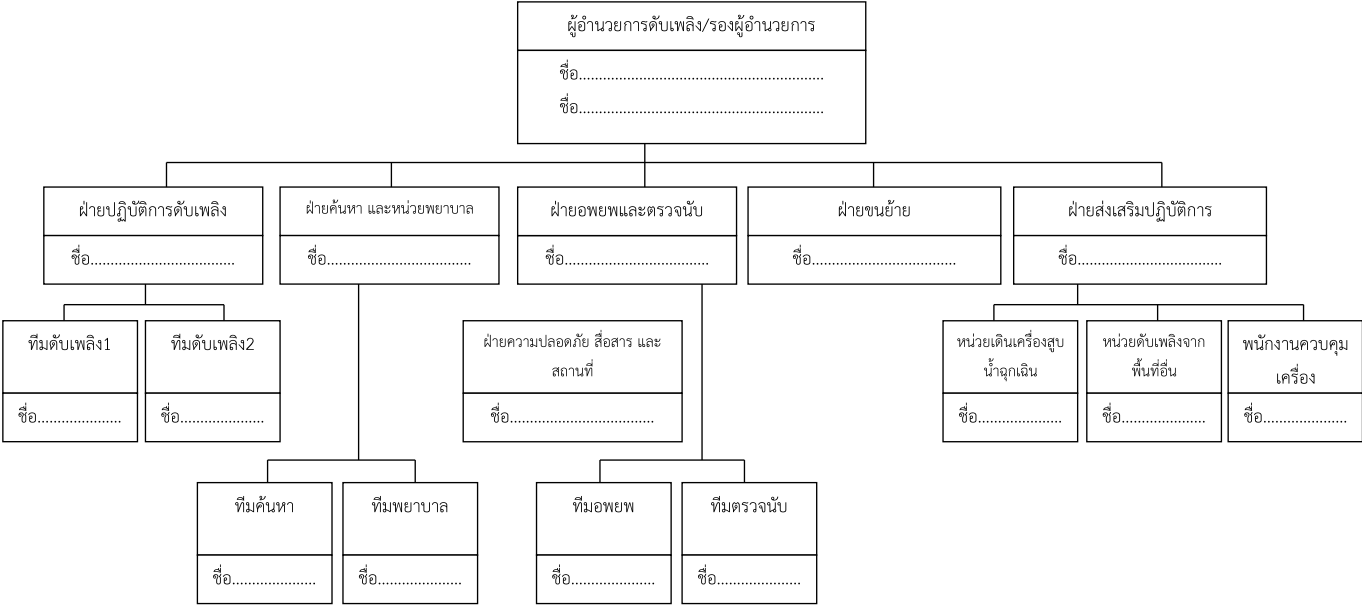 ผู้อำนวยการดับเพลิง/รองผู้อำนวยการ
ชื่อ.............................................................
ชื่อ.............................................................
ฝ่ายปฏิบัติการดับเพลิง
ชื่อ....................................
ฝ่ายค้นหา และหน่วยพยาบาล
ชื่อ....................................
ฝ่ายอพยพและตรวจนับ
ชื่อ....................................
ฝ่ายขนย้าย
ชื่อ....................................
ฝ่ายส่งเสริมปฏิบัติการ
ชื่อ....................................
ทีมดับเพลิง1
ชื่อ.....................
ทีมดับเพลิง2
ชื่อ.....................
ฝ่ายความปลอดภัย สื่อสาร และ
สถานที่
ชื่อ....................................
หน่วยเดินเครื่องสูบ
น้ำฉุกเฉิน
ชื่อ.....................
หน่วยดับเพลิงจาก
พื้นที่อื่น
ชื่อ.....................
พนักงานควบคุม
เครื่อง
ชื่อ.....................
ทีมค้นหา
ชื่อ.....................
ทีมพยาบาล
ชื่อ.....................
ทีมอพยพ
ชื่อ.....................
ทีมตรวจนับ
ชื่อ.....................